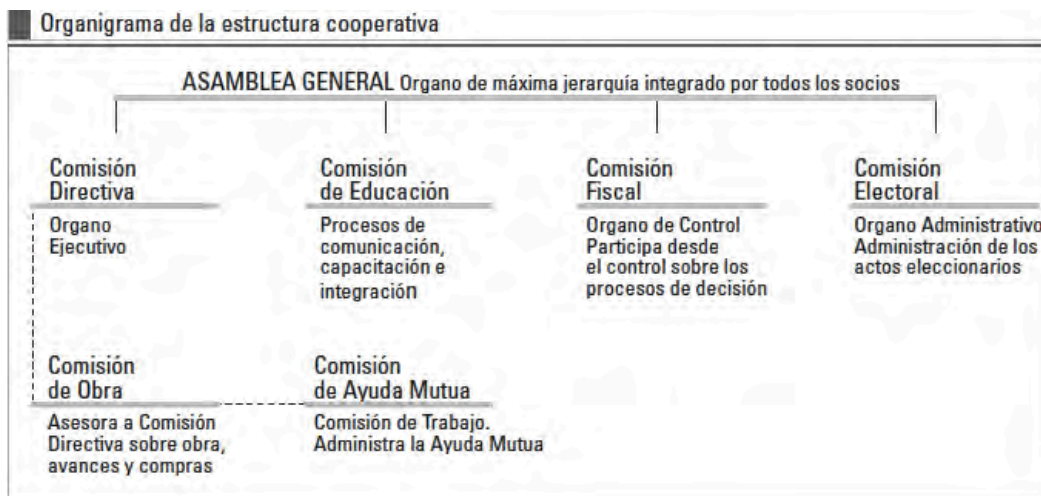 Organigrama de la estructura cooperativa
ASAMBLEA GENERAL Organo de máxima jerarquía integrado por todos los socios
Comisión
Directiva
Organo
Ejecutivo
Comisión
de Educación
Procesos de
comunicación,
capacitación e
integración
Comisión
Fiscal
Organo de Control
Participa desde
el control sobre los
procesos de decisión
Comisión
Electoral
Organo Administrativo
Administración de los
actos eleccionarios
Comisión
de Obra
Asesora a Comisión
Directiva sobre obra,
avances y compras
Comisión
de Ayuda Mutua
Comisión de Trabajo.
Administra la Ayuda Mutua